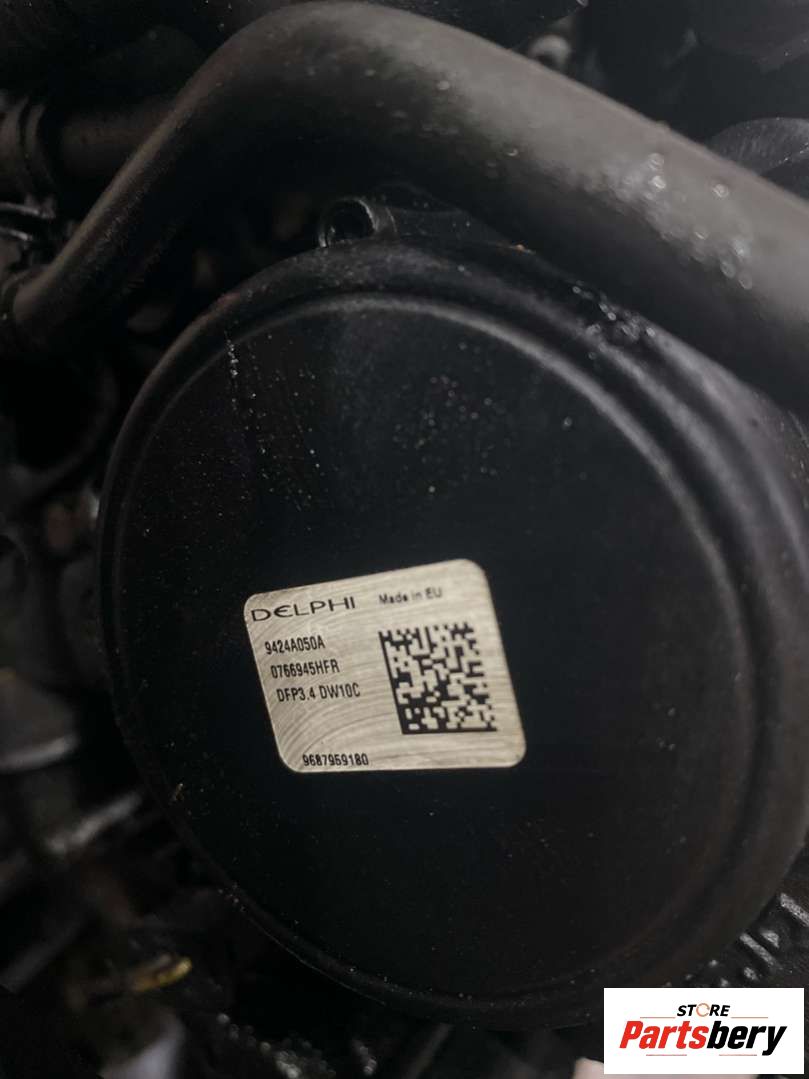 DELPHI Made in EU
9424A050A
0766945HFR
DFP3.4 DW10C
9687959180
STORE
Partsbery